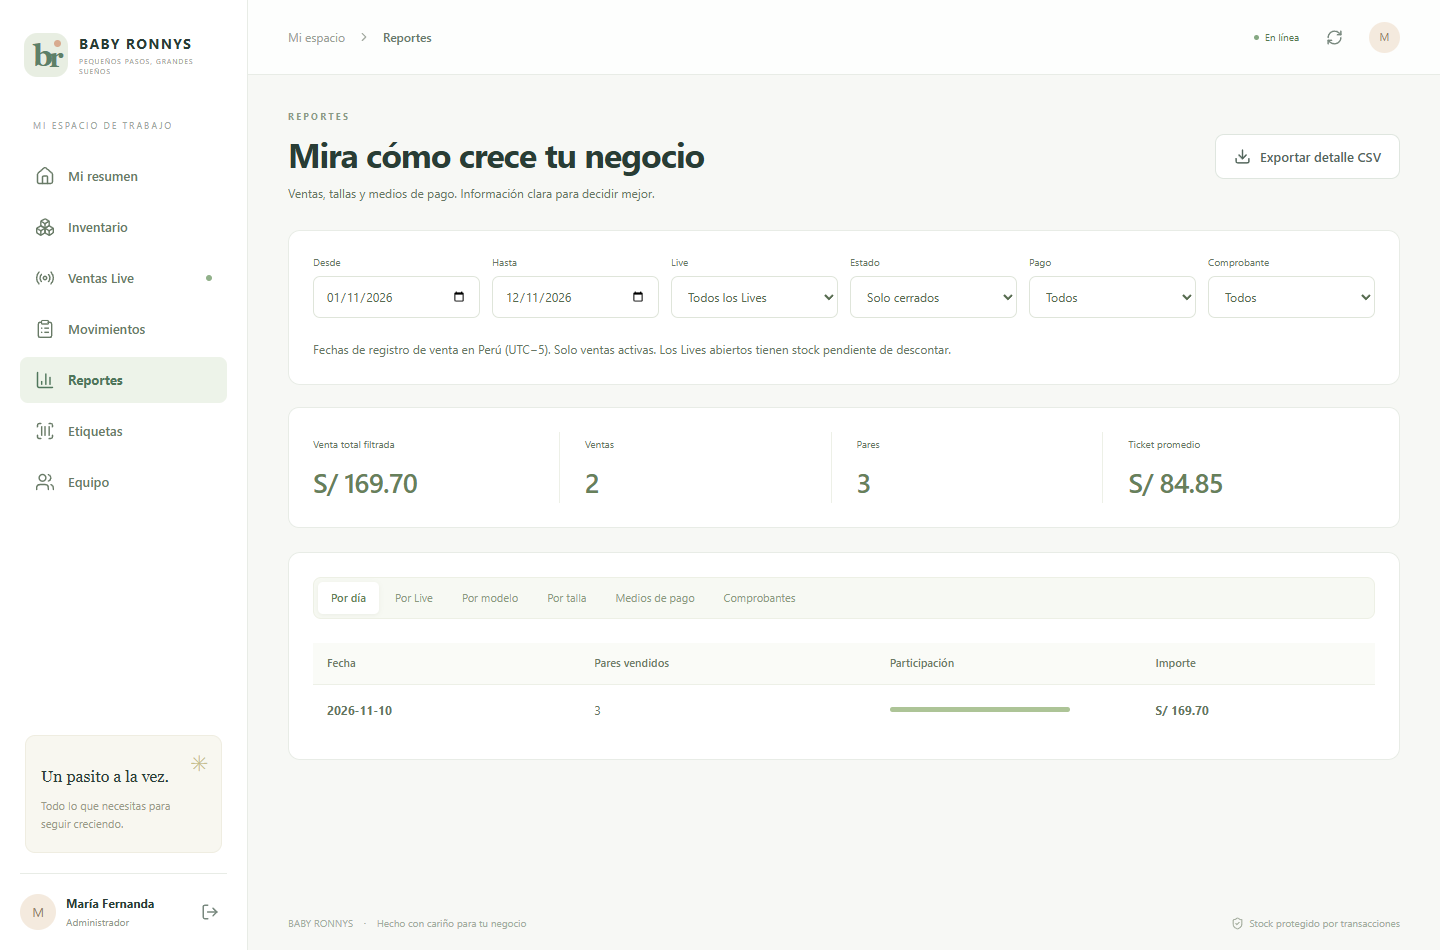 br
BABY RONNYS
PEQUEÑOS PASOS, GRANDES
SUEÑOS
MI ESPACIO DE TRABAJO
Mi resumen
Inventario
Ventas Live
Movimientos
Reportes
Etiquetas
Equipo
Un pasito a la vez.
Todo lo que necesitas para
seguir creciendo.
M
María Fernanda
Administrador
Mi espacio
Reportes
En línea
M
REPORTES
Mira cómo crece tu negocio
Ventas, tallas y medios de pago. Información clara para decidir mejor.
Exportar detalle CSV
Desde
Hasta
Live
Estado
Pago
Comprobante
01/11/2026
12/11/2026
Todos los Lives
Solo cerrados
Todos
Todos
Fechas de registro de venta en Perú (UTC−5). Solo ventas activas. Los Lives abiertos tienen stock pendiente de descontar.
Venta total filtrada
Ventas
Pares
Ticket promedio
S/ 169.70
2
3
S/ 84.85
Por día
Por Live
Por modelo
Por talla
Medios de pago
Comprobantes
Fecha
Pares vendidos
Participación
Importe
2026-11-10
3
S/ 169.70
BABY RONNYS · Hecho con cariño para tu negocio
Stock protegido por transacciones